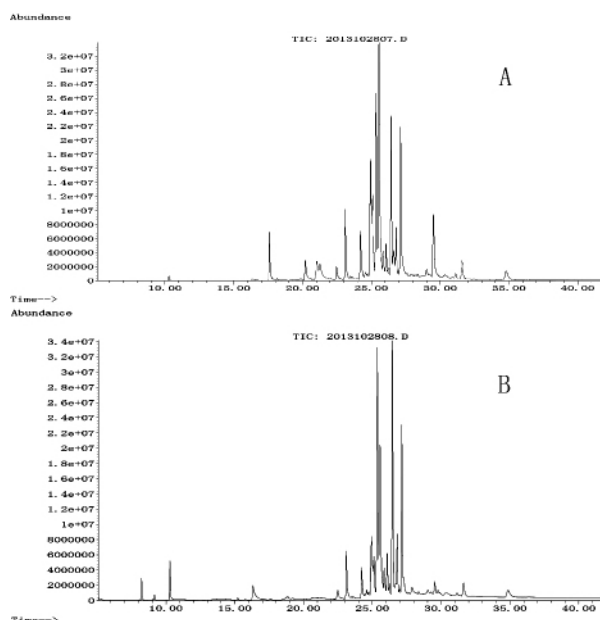 Abundance
TIC: 2013102807.D
A
3.2e+07
3e+07
2.8e+07
2.6e+07
2.4e+07
2.2e+07
2e+07
1.8e+07
1.6e+07
1.4e+07
1.2e+07
1e+07
8000000
6000000
4000000
2000000
0
10.00 15.00 20.00 25.00 30.00 35.00 40.00
Time-->
Abundance
TIC: 2013102808.D
B
3.4e+07
3.2e+07
3e+07
2.8e+07
2.6e+07
2.4e+07
2.2e+07
2e+07
1.8e+07
1.6e+07
1.4e+07
1.2e+07
1e+07
8000000
6000000
4000000
2000000
0
10.00 15.00 20.00 25.00 30.00 35.00 40.00
Time-->